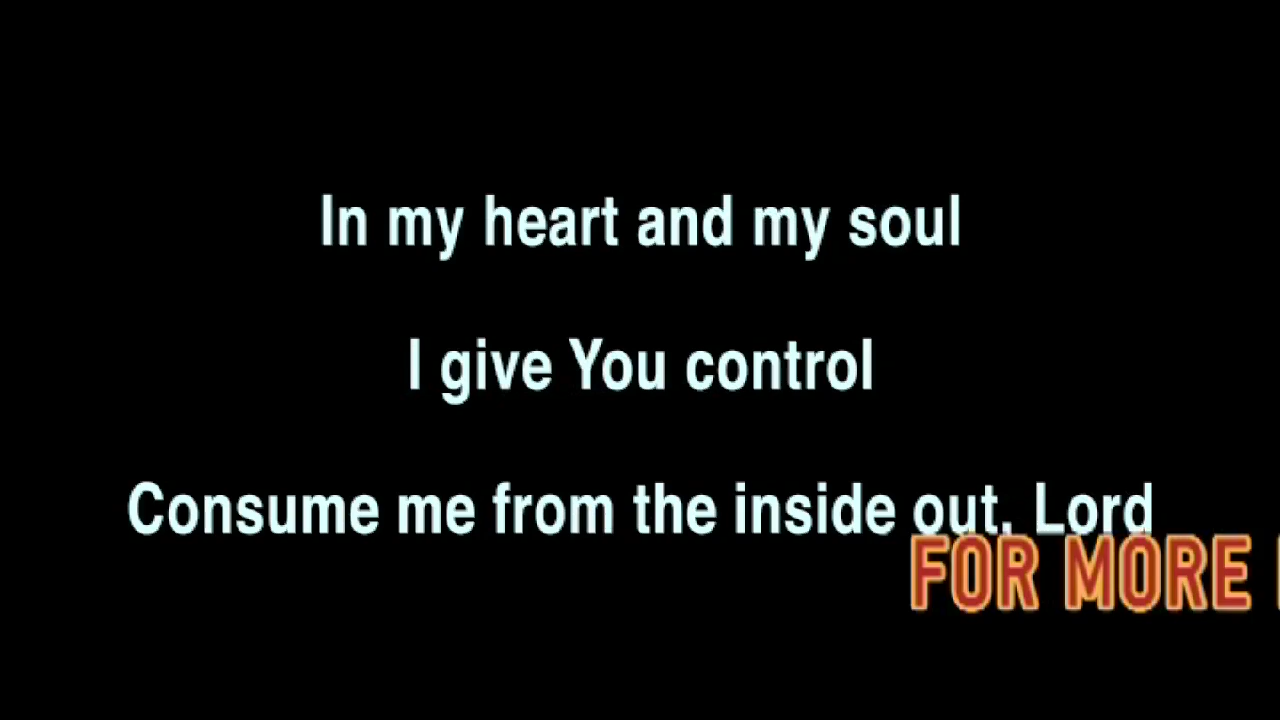 In my heart and my soul
I give You control
Consume me from the inside out, Lord
FOR MORE